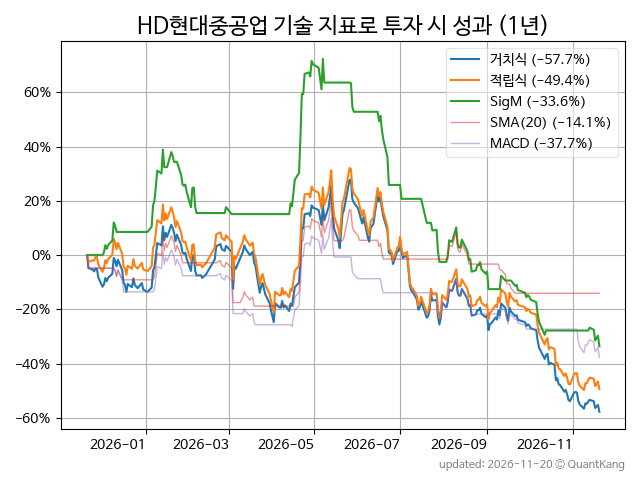 HD현대중공업 기술 지표로 투자 시 성과 (1년)
거치식 (−57.7%)
적립식 (−49.4%)
SigM (−33.6%)
SMA(20) (−14.1%)
MACD (−37.7%)
60%
40%
20%
0%
−20%
−40%
−60%
2026-01 2026-03 2026-05 2026-07 2026-09 2026-11
updated: 2026-11-20 © QuantKang